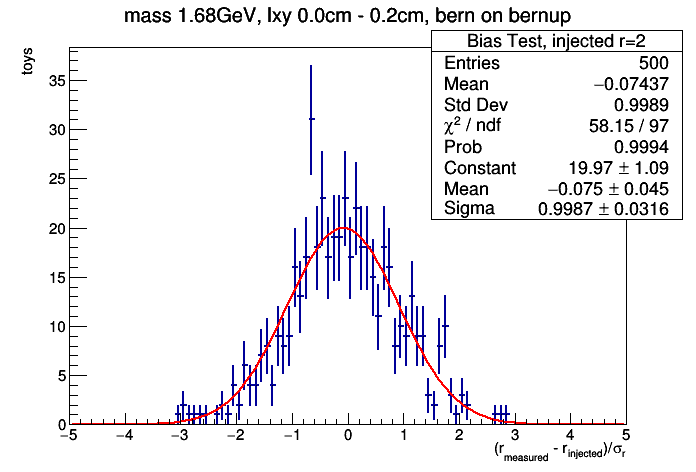 mass 1.68GeV, lxy 0.0cm - 0.2cm, bern on bernup
Bias Test, injected r=2
Entries 500
Mean −0.07437
Std Dev 0.9989
χ² / ndf 58.15 / 97
Prob 0.9994
Constant 19.97 ± 1.09
Mean −0.075 ± 0.045
Sigma 0.9987 ± 0.0316
toys
35
30
25
20
15
10
5
0
−5 −4 −3 −2 −1 0 1 2 3 4 5
(r_measured - r_injected)/σ_r